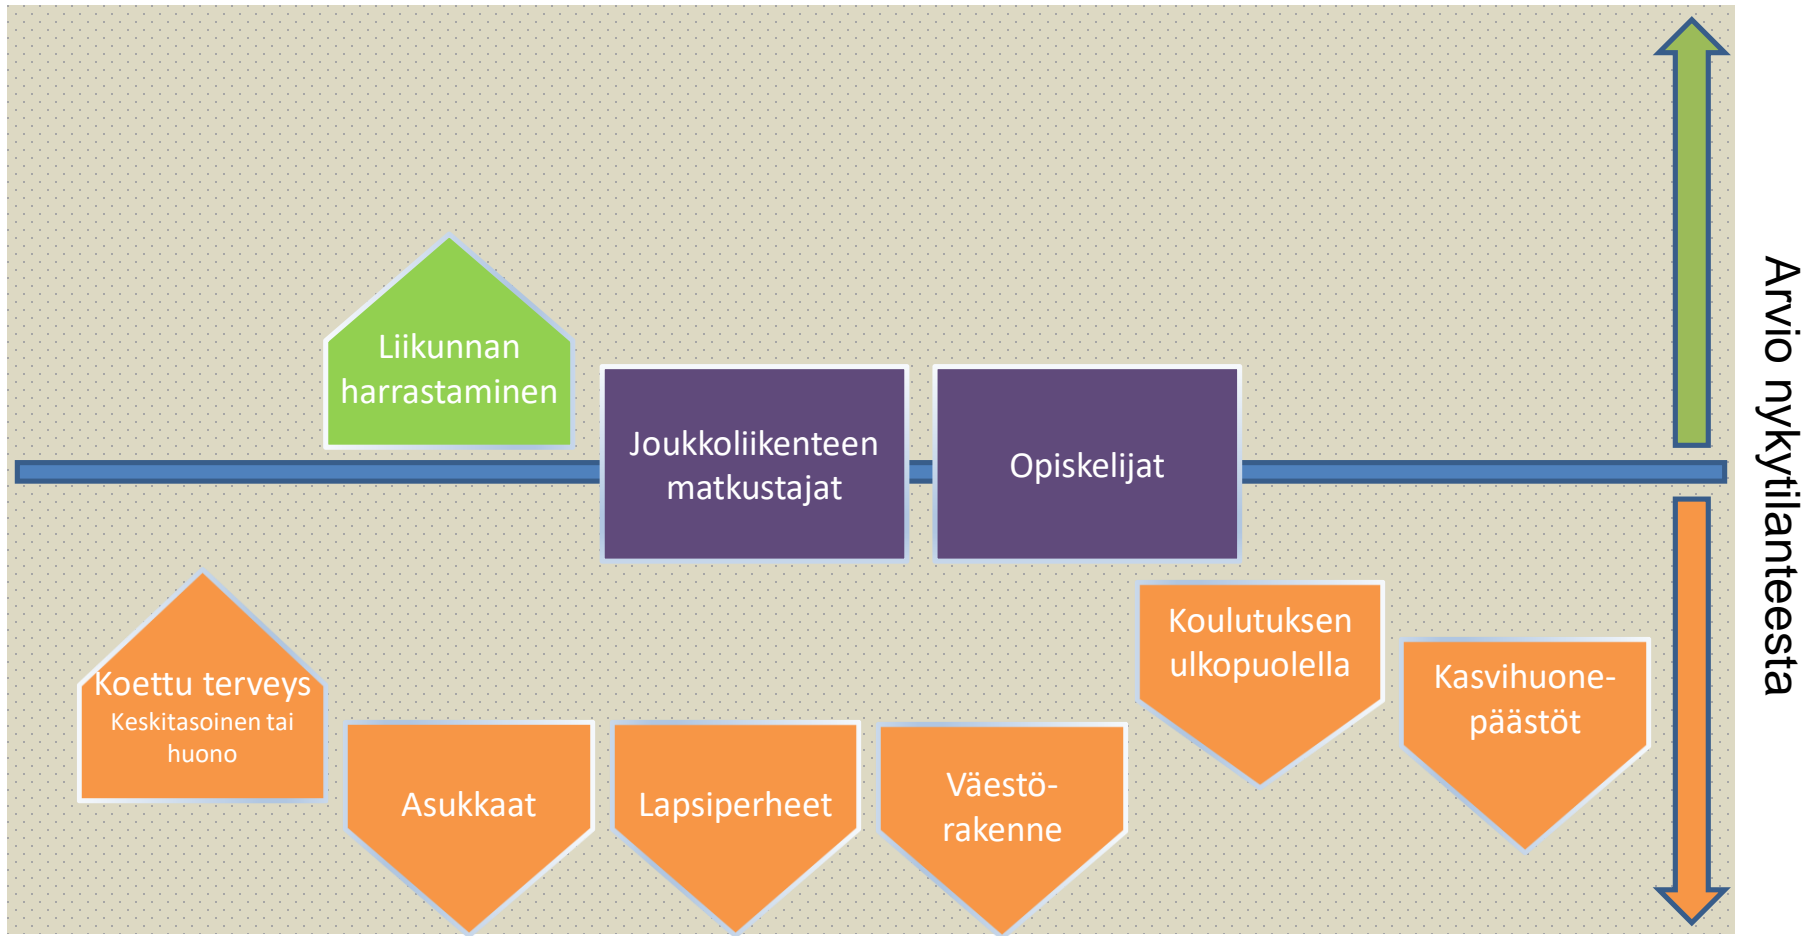 Liikunnan
harrastaminen
Joukkoliikenteen
matkustajat
Opiskelijat
Koettu terveys
Keskitasoinen tai
huono
Asukkaat
Lapsiperheet
Väestö-
rakenne
Koulutuksen
ulkopuolella
Kasvihuone-
päästöt
Arvio nykytilanteesta